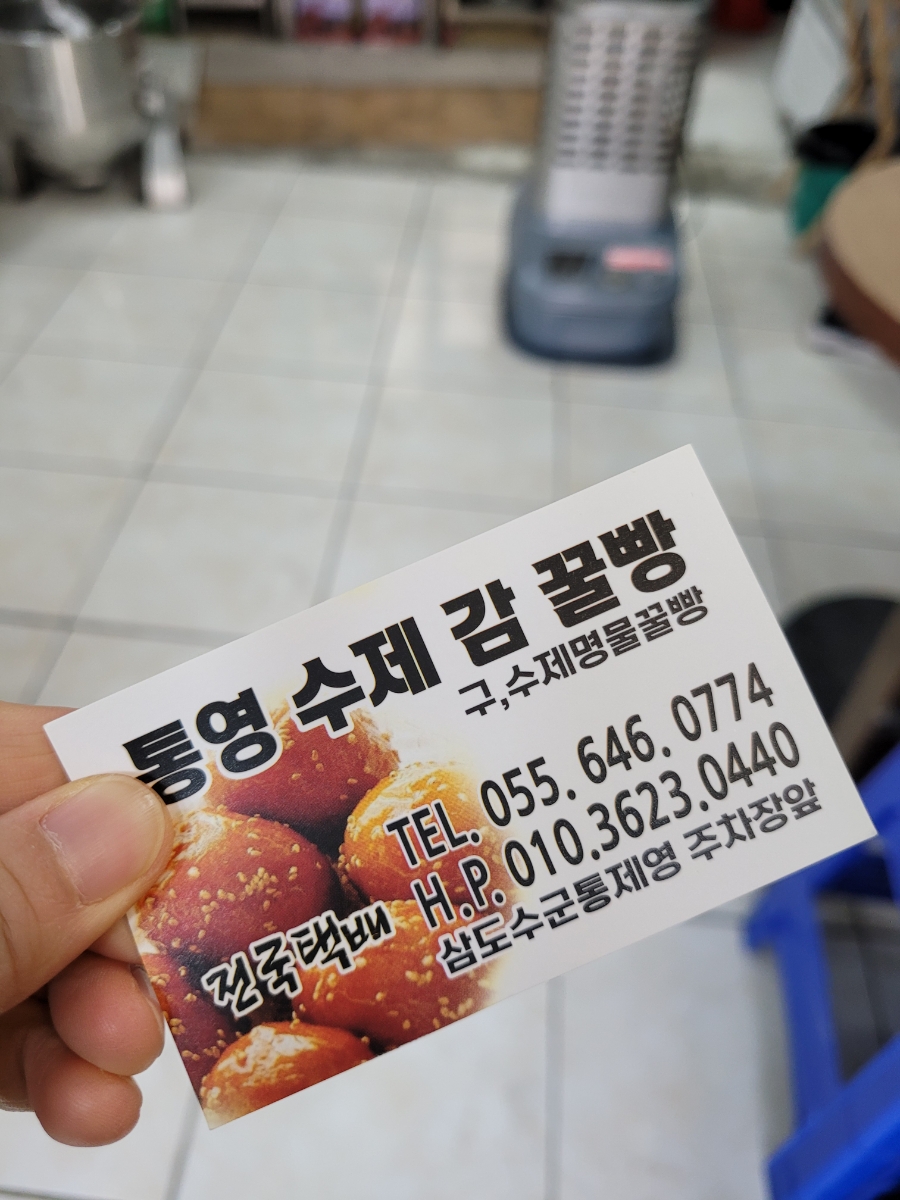 통영 수제 감 꿀빵
구,수제명물꿀빵
TEL. 055. 646. 0774
H.P. 010.3623.0440
삼도수군통제영 주차장앞
전국택배